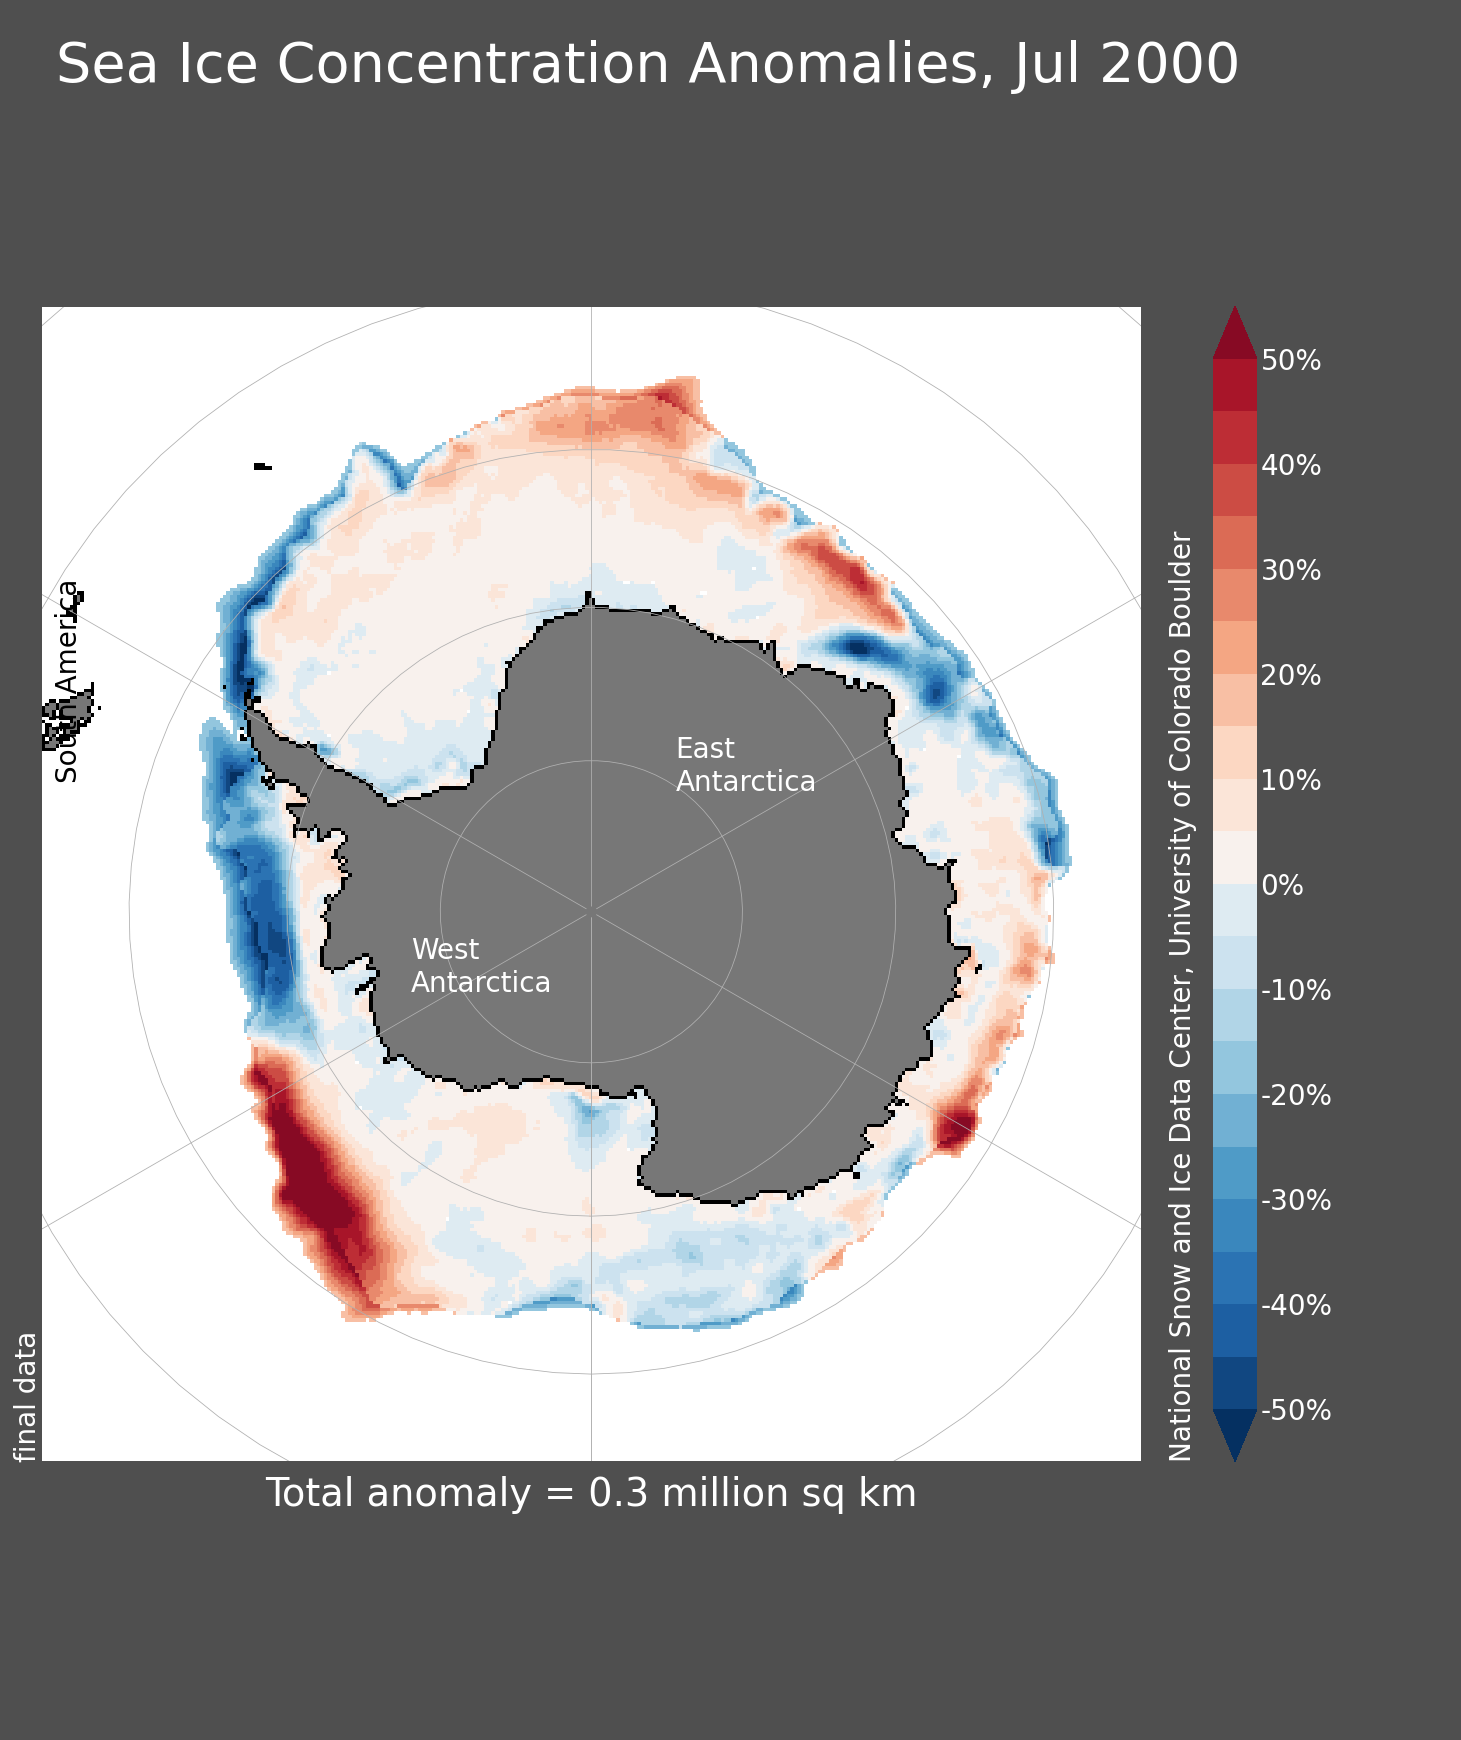 Sea Ice Concentration Anomalies, Jul 2000
South America
East
Antarctica
West
Antarctica
final data
National Snow and Ice Data Center, University of Colorado Boulder
50%
40%
30%
20%
10%
0%
-10%
-20%
-30%
-40%
-50%
Total anomaly = 0.3 million sq km